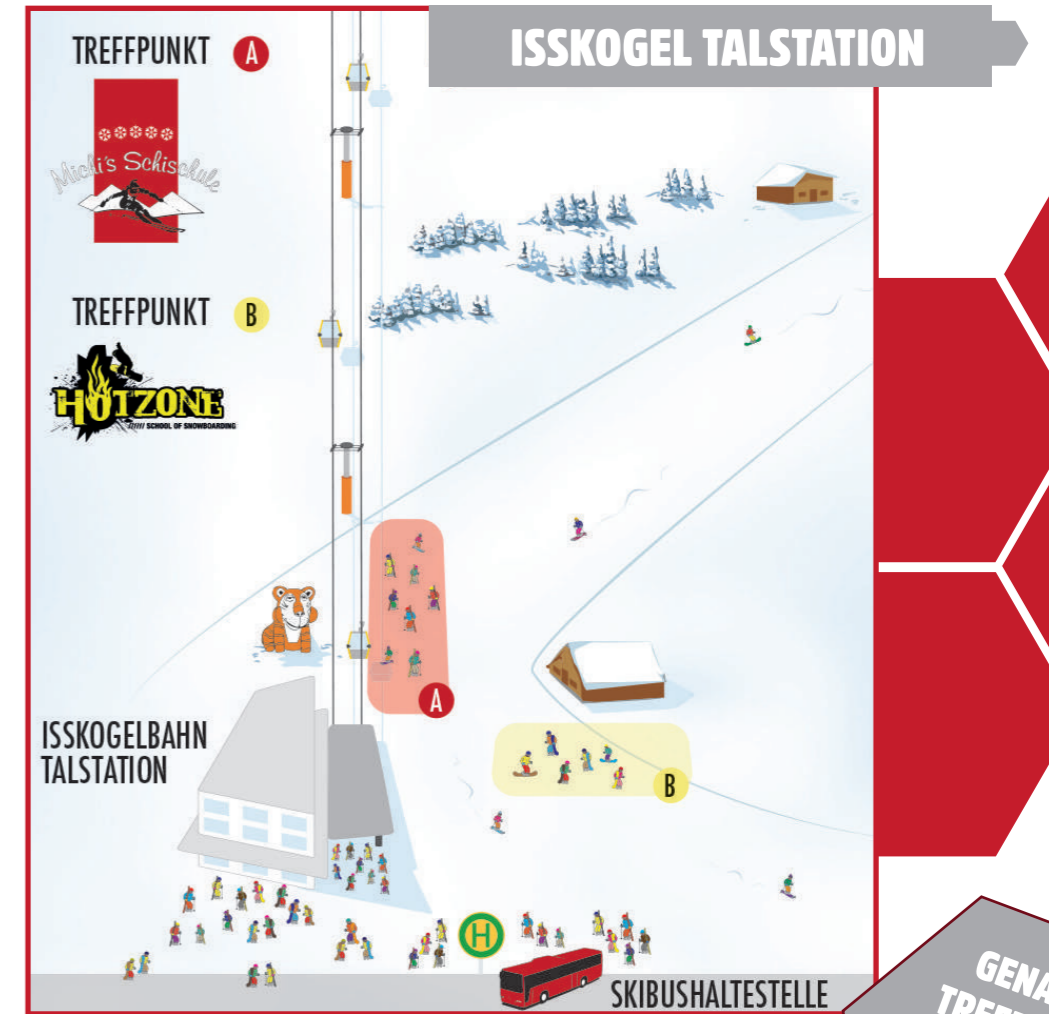 ISSKOGEL TALSTATION
TREFFPUNKT A
Michi's Schischule
TREFFPUNKT B
HOTZONE
SCHOOL OF SNOWBOARDING
A
ISSKOGELBAHN
TALSTATION
B
H
SKIBUSHALTESTELLE